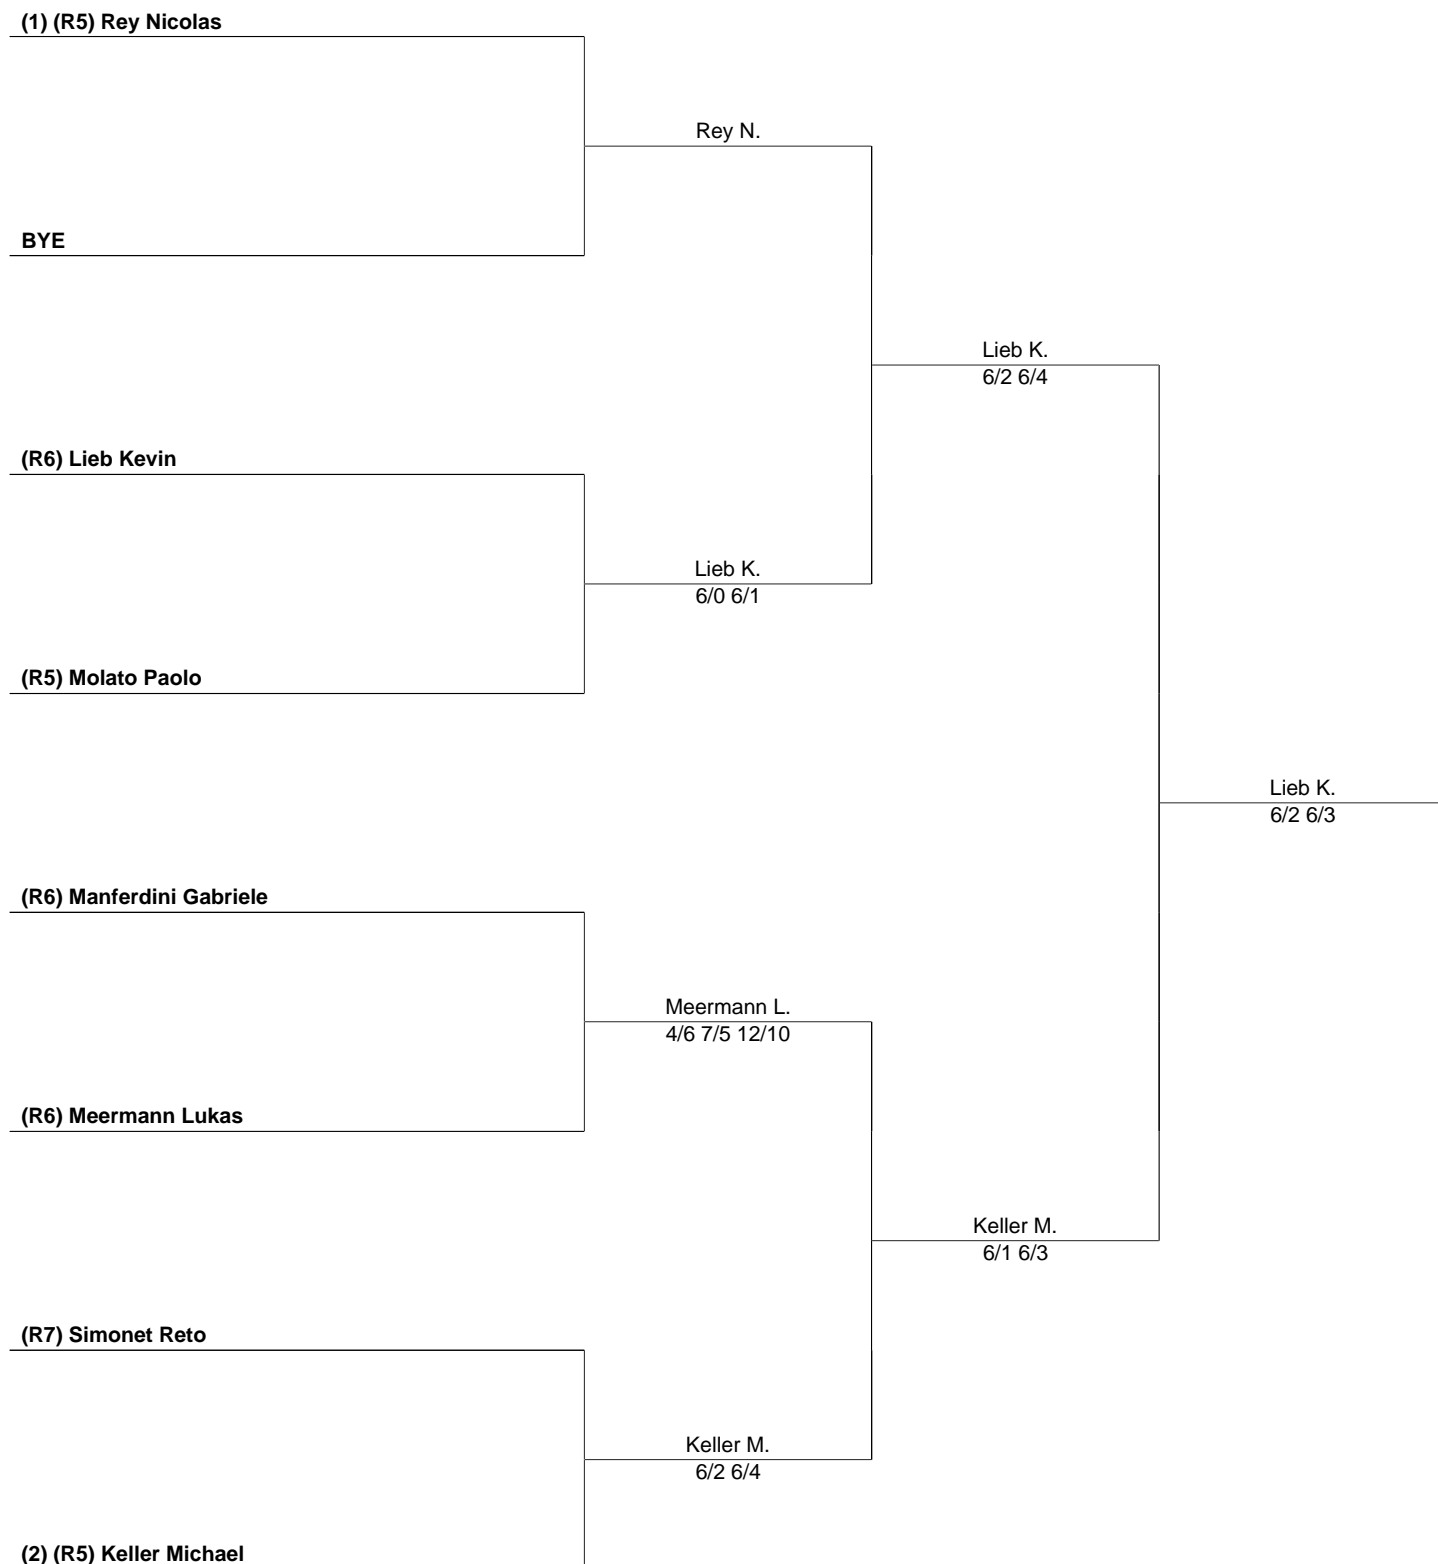 (1) (R5) Rey Nicolas
Rey N.
BYE
Lieb K.
6/2 6/4
(R6) Lieb Kevin
Lieb K.
6/0 6/1
(R5) Molato Paolo
Lieb K.
6/2 6/3
(R6) Manferdini Gabriele
Meermann L.
4/6 7/5 12/10
(R6) Meermann Lukas
Keller M.
6/1 6/3
(R7) Simonet Reto
Keller M.
6/2 6/4
(2) (R5) Keller Michael